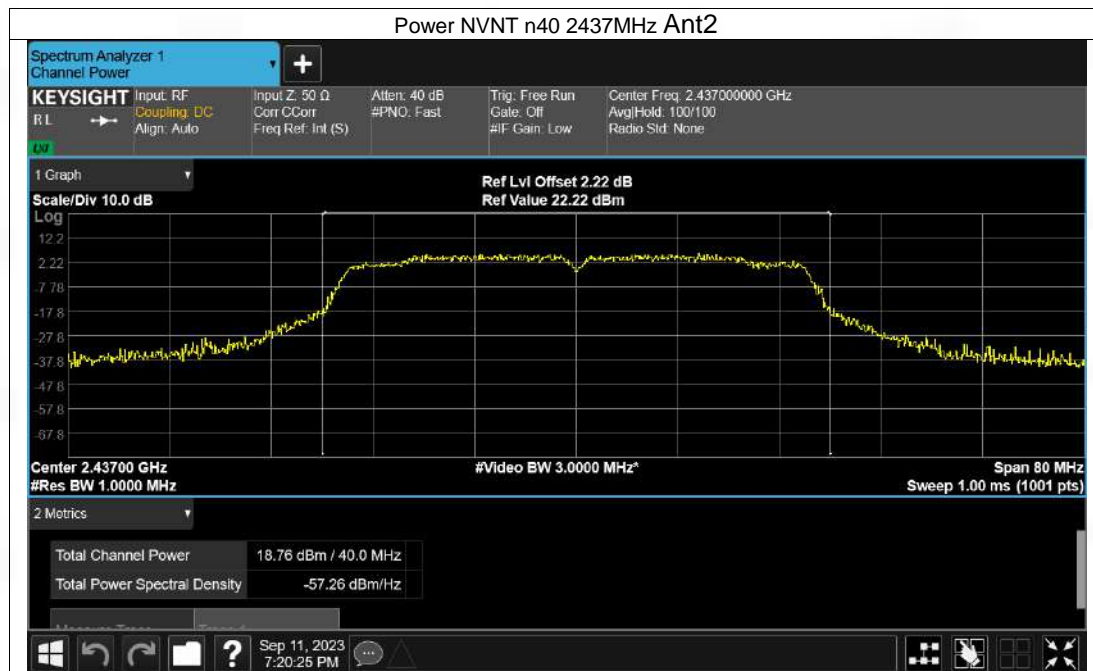 Power NVNT n40 2437MHz Ant2
Spectrum Analyzer 1
Channel Power
+
KEYSIGHT Input: RF Input Z: 50 Ω Atten: 40 dB Trig: Free Run Center Freq: 2.437000000 GHz
RL Coupling: DC Corr CCorr #PNO: Fast Gate: Off Avg|Hold: 100/100
Align: Auto Freq Ref: Int (S) #IF Gain: Low Radio Std: None
LXI
1 Graph
Ref Lvl Offset 2.22 dB
Scale/Div 10.0 dB Ref Value 22.22 dBm
Log
12.2
2.22
-7.78
-17.8
-27.8
-37.8
-47.8
-57.8
-67.8
Center 2.43700 GHz #Video BW 3.0000 MHz* Span 80 MHz
#Res BW 1.0000 MHz Sweep 1.00 ms (1001 pts)
2 Metrics
Total Channel Power 18.76 dBm / 40.0 MHz
Total Power Spectral Density -57.26 dBm/Hz
? Sep 11, 2023
7:20:25 PM